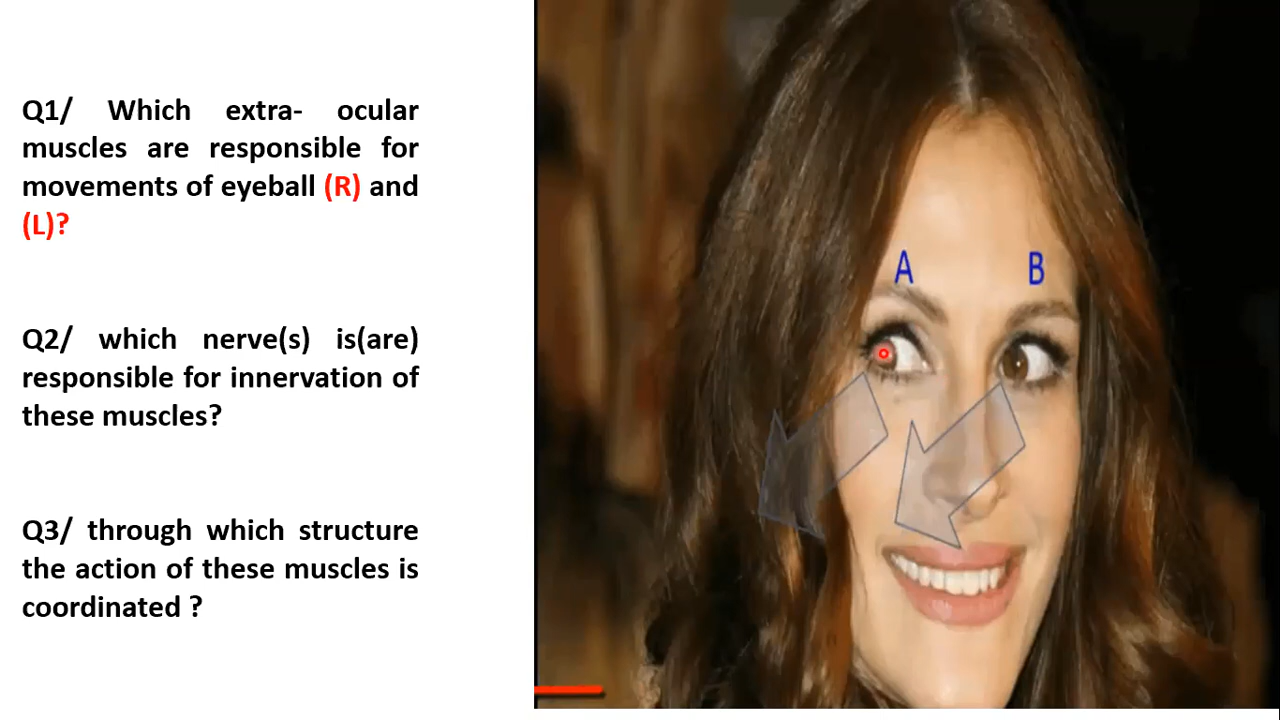 Q1/ Which extra- ocular
muscles are responsible for
movements of eyeball (R) and
(L)?
Q2/ which nerve(s) is(are)
responsible for innervation of
these muscles?
Q3/ through which structure
the action of these muscles is
coordinated ?
A B